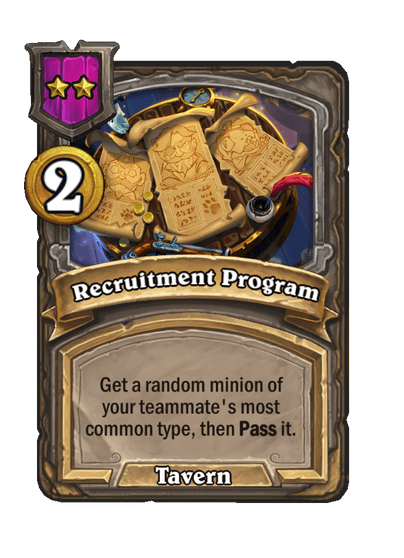 2
Recruitment Program
Get a random minion of
your teammate's most
common type, then Pass it.
Tavern